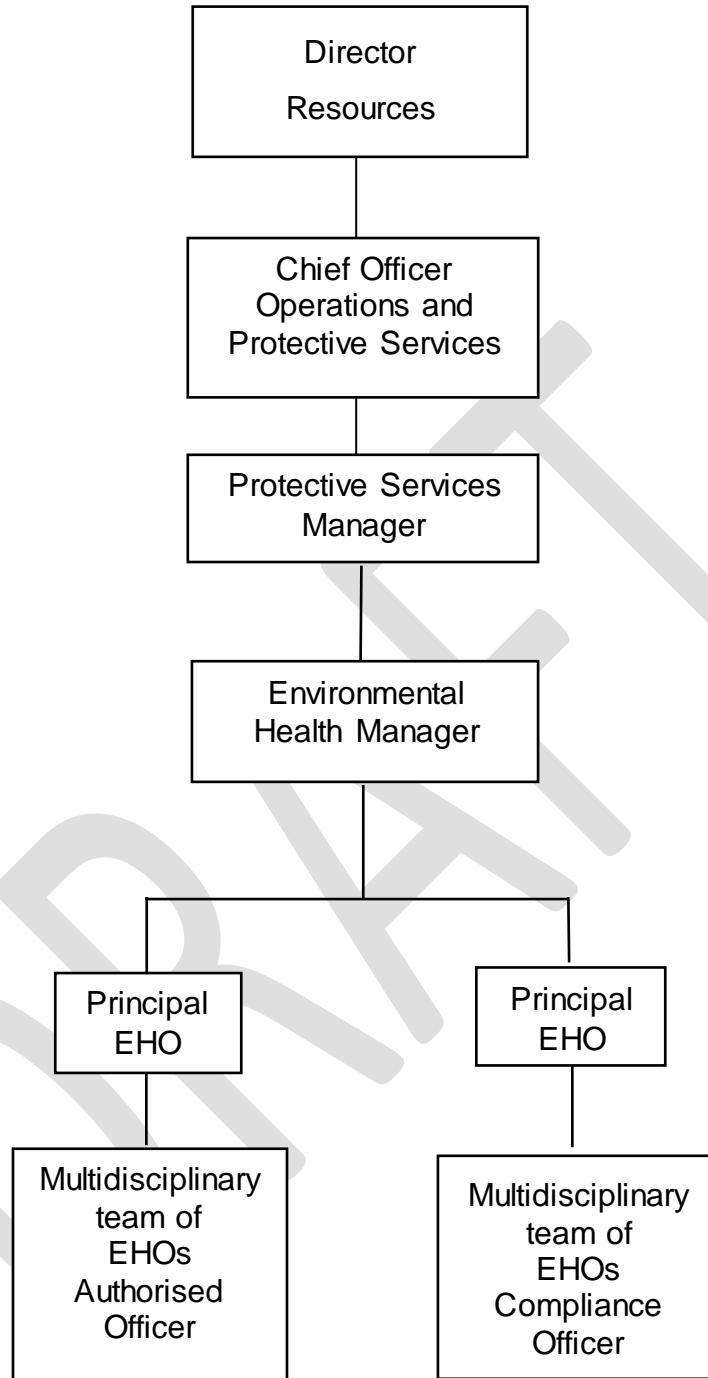 Director
Resources
Chief Officer
Operations and
Protective Services
Protective Services
Manager
Environmental
Health Manager
Principal
EHO
Principal
EHO
Multidisciplinary
team of
EHOs
Authorised
Officer
Multidisciplinary
team of
EHOs
Compliance
Officer
DRAFT